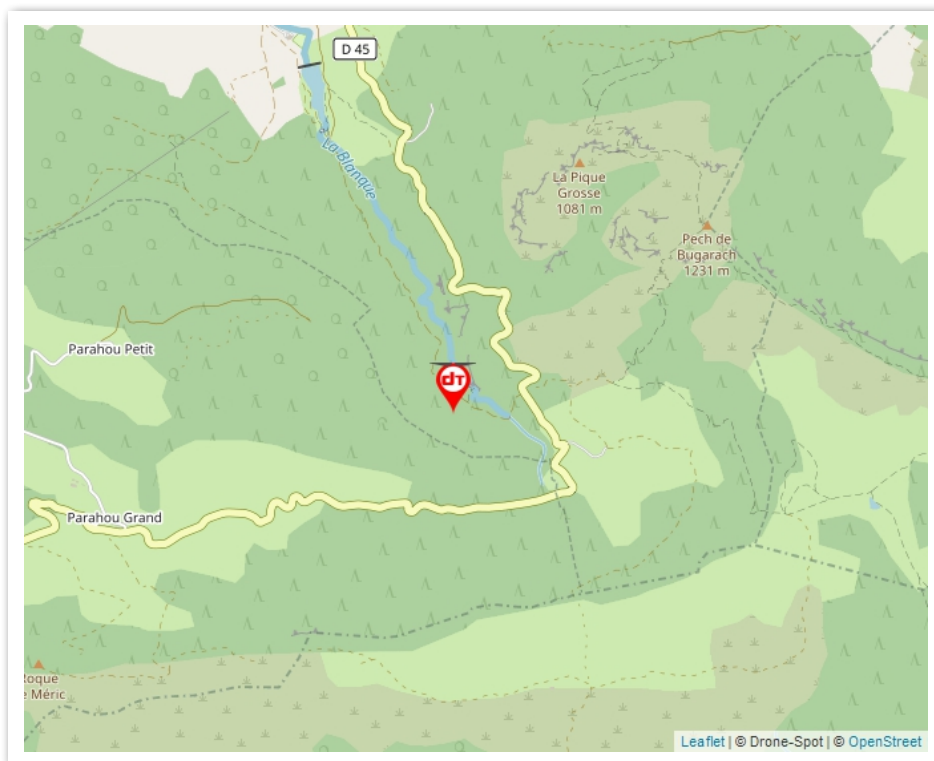 D 45
La Blanque
La Pique
Grosse
1081 m
Pech de
Bugarach
1231 m
Parahou Petit
dT
Parahou Grand
Roque
Méric
Leaflet | © Drone-Spot | © OpenStreet